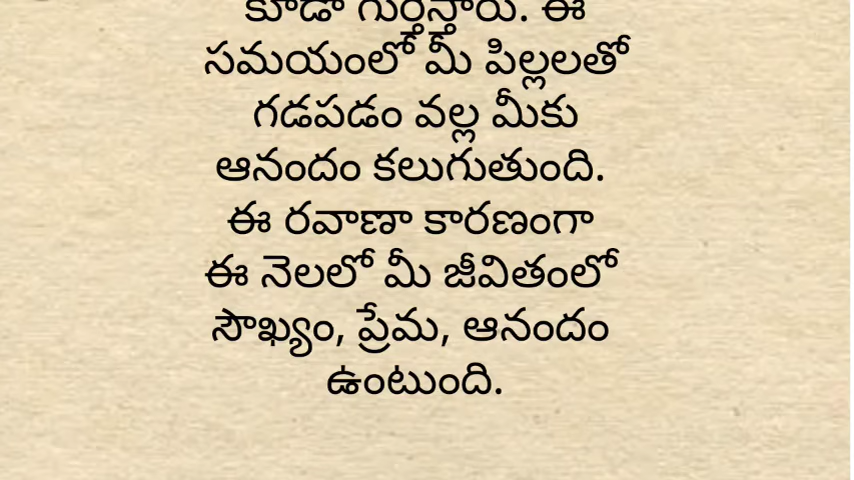 కూడా గుర్తిస్తారు. ఈ
సమయంలో మీ పిల్లలతో
గడపడం వల్ల మీకు
ఆనందం కలుగుతుంది.
ఈ రవాణా కారణంగా
ఈ నెలలో మీ జీవితంలో
సౌఖ్యం, ప్రేమ, ఆనందం
ఉంటుంది.